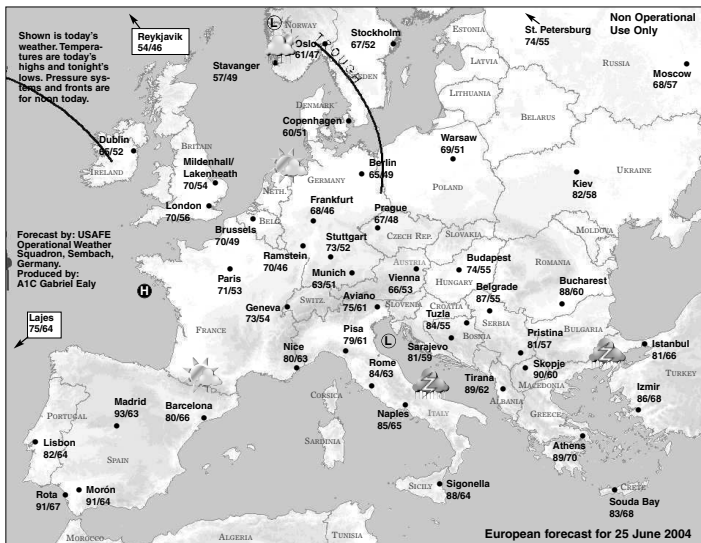 Shown is today's
weather. Tempera-
tures are today's
highs and tonight's
lows. Pressure sys-
tems and fronts are
for noon today.
Reykjavik
54/46
L
NORWAY
Oslo
61/47
TROUGH
Stockholm
67/52
ESTONIA
St. Petersburg
74/55
Non Operational
Use Only
Stavanger
57/49
SWEDEN
LATVIA
RUSSIA
Moscow
68/57
LITHUANIA
DENMARK
Copenhagen
60/51
BELARUS
Dublin
65/52
IRELAND
BRITAIN
Mildenhall/
Lakenheath
70/54
London
70/56
NETH.
GERMANY
Berlin
65/49
Warsaw
69/51
POLAND
UKRAINE
Kiev
82/58
Forecast by: USAFE
Operational Weather
Squadron, Sembach,
Germany.
Produced by:
A1C Gabriel Ealy
Brussels
70/49
BELG.
Frankfurt
68/46
Prague
67/48
CZECH REP.
SLOVAKIA
Stuttgart
73/52
Ramstein
70/46
MOLDOVA
H
Paris
71/53
Munich
63/51
AUSTRIA
Vienna
66/53
Budapest
74/55
HUNGARY
ROMANIA
Bucharest
88/60
Lajes
75/64
FRANCE
Geneva
73/54
SWITZ.
Aviano
75/61
SLOVENIA
CROATIA
Belgrade
87/55
Tuzla
84/55
SERBIA
BOSNIA
Pisa
79/61
L
Sarajevo
81/59
Pristina
81/57
BULGARIA
Istanbul
81/66
TURKEY
Nice
80/63
Rome
84/63
Skopje
90/60
MACEDONIA
Tirana
89/62
ALBANIA
Izmir
86/68
Madrid
93/63
Barcelona
80/66
CORSICA
Naples
85/65
ITALY
GREECE
PORTUGAL
Lisbon
82/64
SPAIN
SARDINIA
Athens
89/70
Rota
91/67
Morón
91/64
SICILY
Sigonella
88/64
CRETE
Souda Bay
83/68
MOROCCO
ALGERIA
TUNISIA
European forecast for 25 June 2004